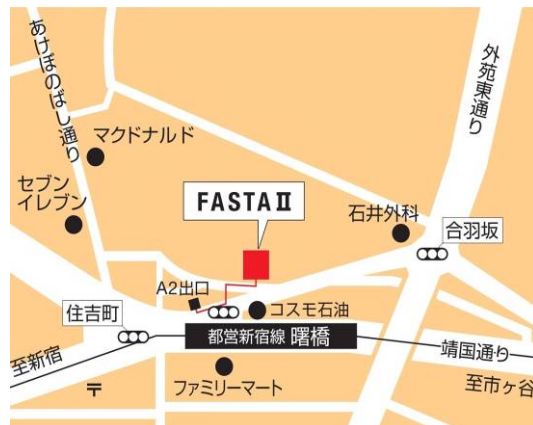 あけぼのばし通り
外苑東通り
マクドナルド
セブン
イレブン
FASTA II
石井外科
合羽坂
A2出口
コスモ石油
住吉町
都営新宿線 曙橋
靖国通り
至新宿
ファミリーマート
至市ヶ谷
〒